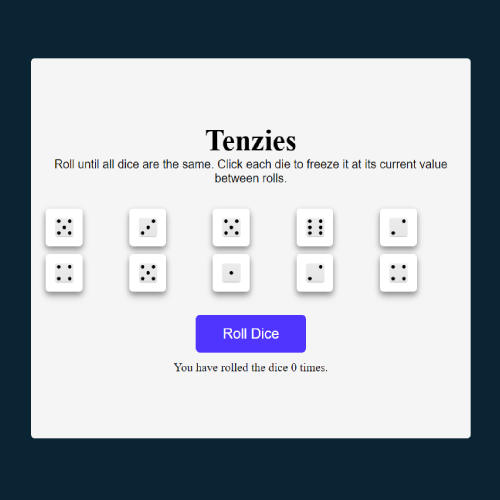 Tenzies
Roll until all dice are the same. Click each die to freeze it at its current value
between rolls.
Roll Dice
You have rolled the dice 0 times.